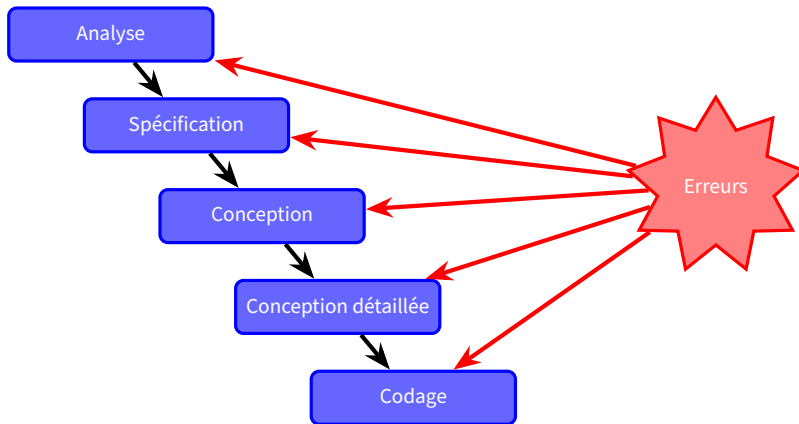 Analyse
Spécification
Erreurs
Conception
Conception détaillée
Codage